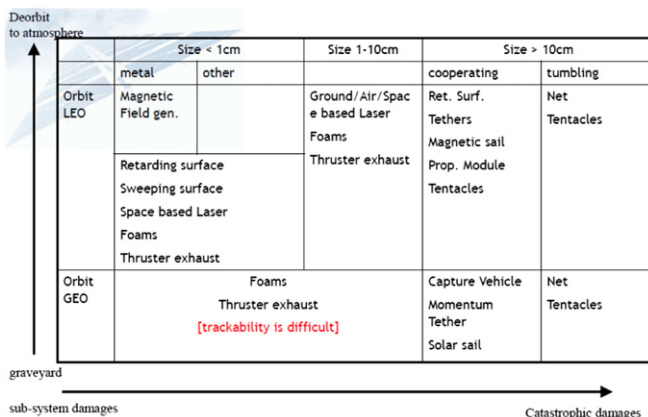 Deorbit
to atmosphere
Size < 1cm
Size 1-10cm
Size > 10cm
metal
other
cooperating
tumbling
Orbit
LEO
Magnetic
Field gen.
Retarding surface
Sweeping surface
Space based Laser
Foams
Thruster exhaust
Ground/Air/Spac
e based Laser
Foams
Thruster exhaust
Ret. Surf.
Tethers
Magnetic sail
Prop. Module
Tentacles
Net
Tentacles
Orbit
GEO
Foams
Thruster exhaust
[trackability is difficult]
Capture Vehicle
Momentum
Tether
Solar sail
Net
Tentacles
graveyard
sub-system damages
Catastrophic damages